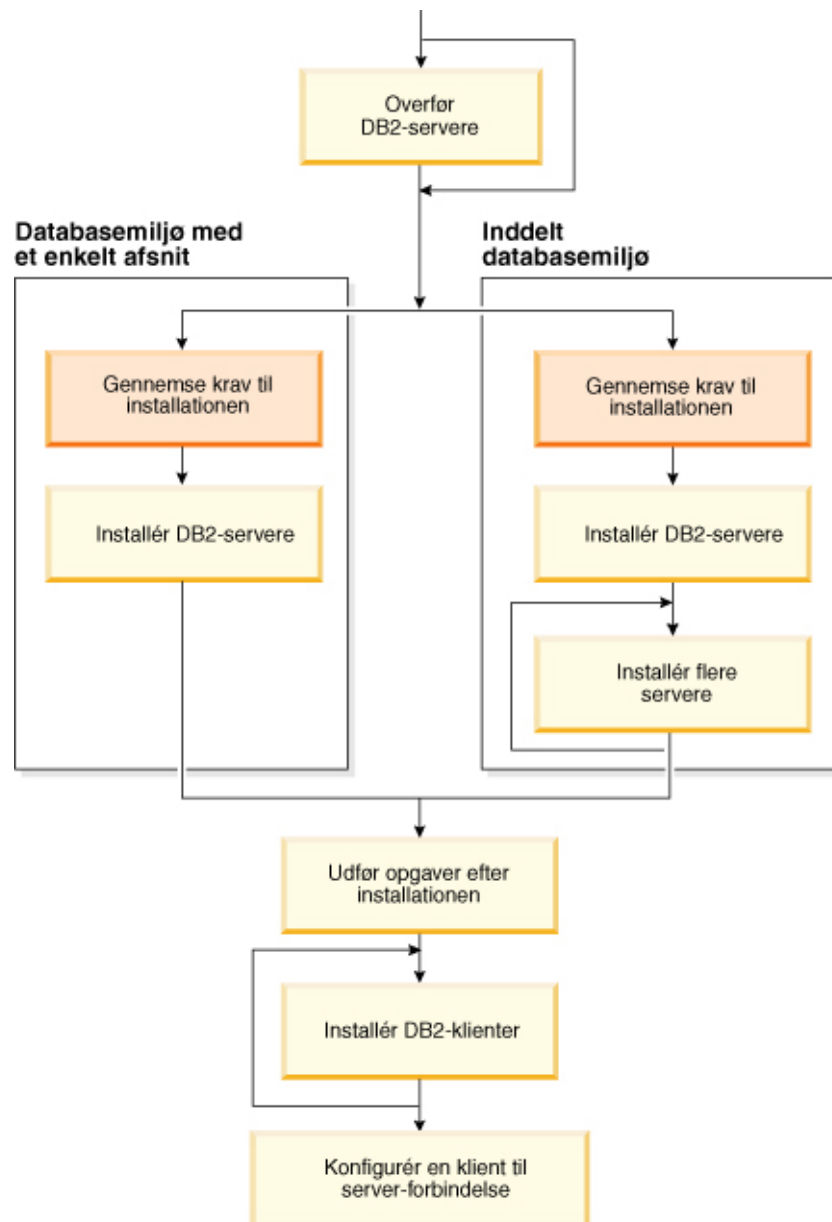 Overfør
DB2-servere
Databasemiljø med
et enkelt afsnit
Gennemse krav til
installationen
Installér DB2-servere
Inddelt
databasemiljø
Gennemse krav til
installationen
Installér DB2-servere
Installér flere
servere
Udfør opgaver efter
installationen
Installér DB2-klienter
Konfigurér en klient til
server-forbindelse